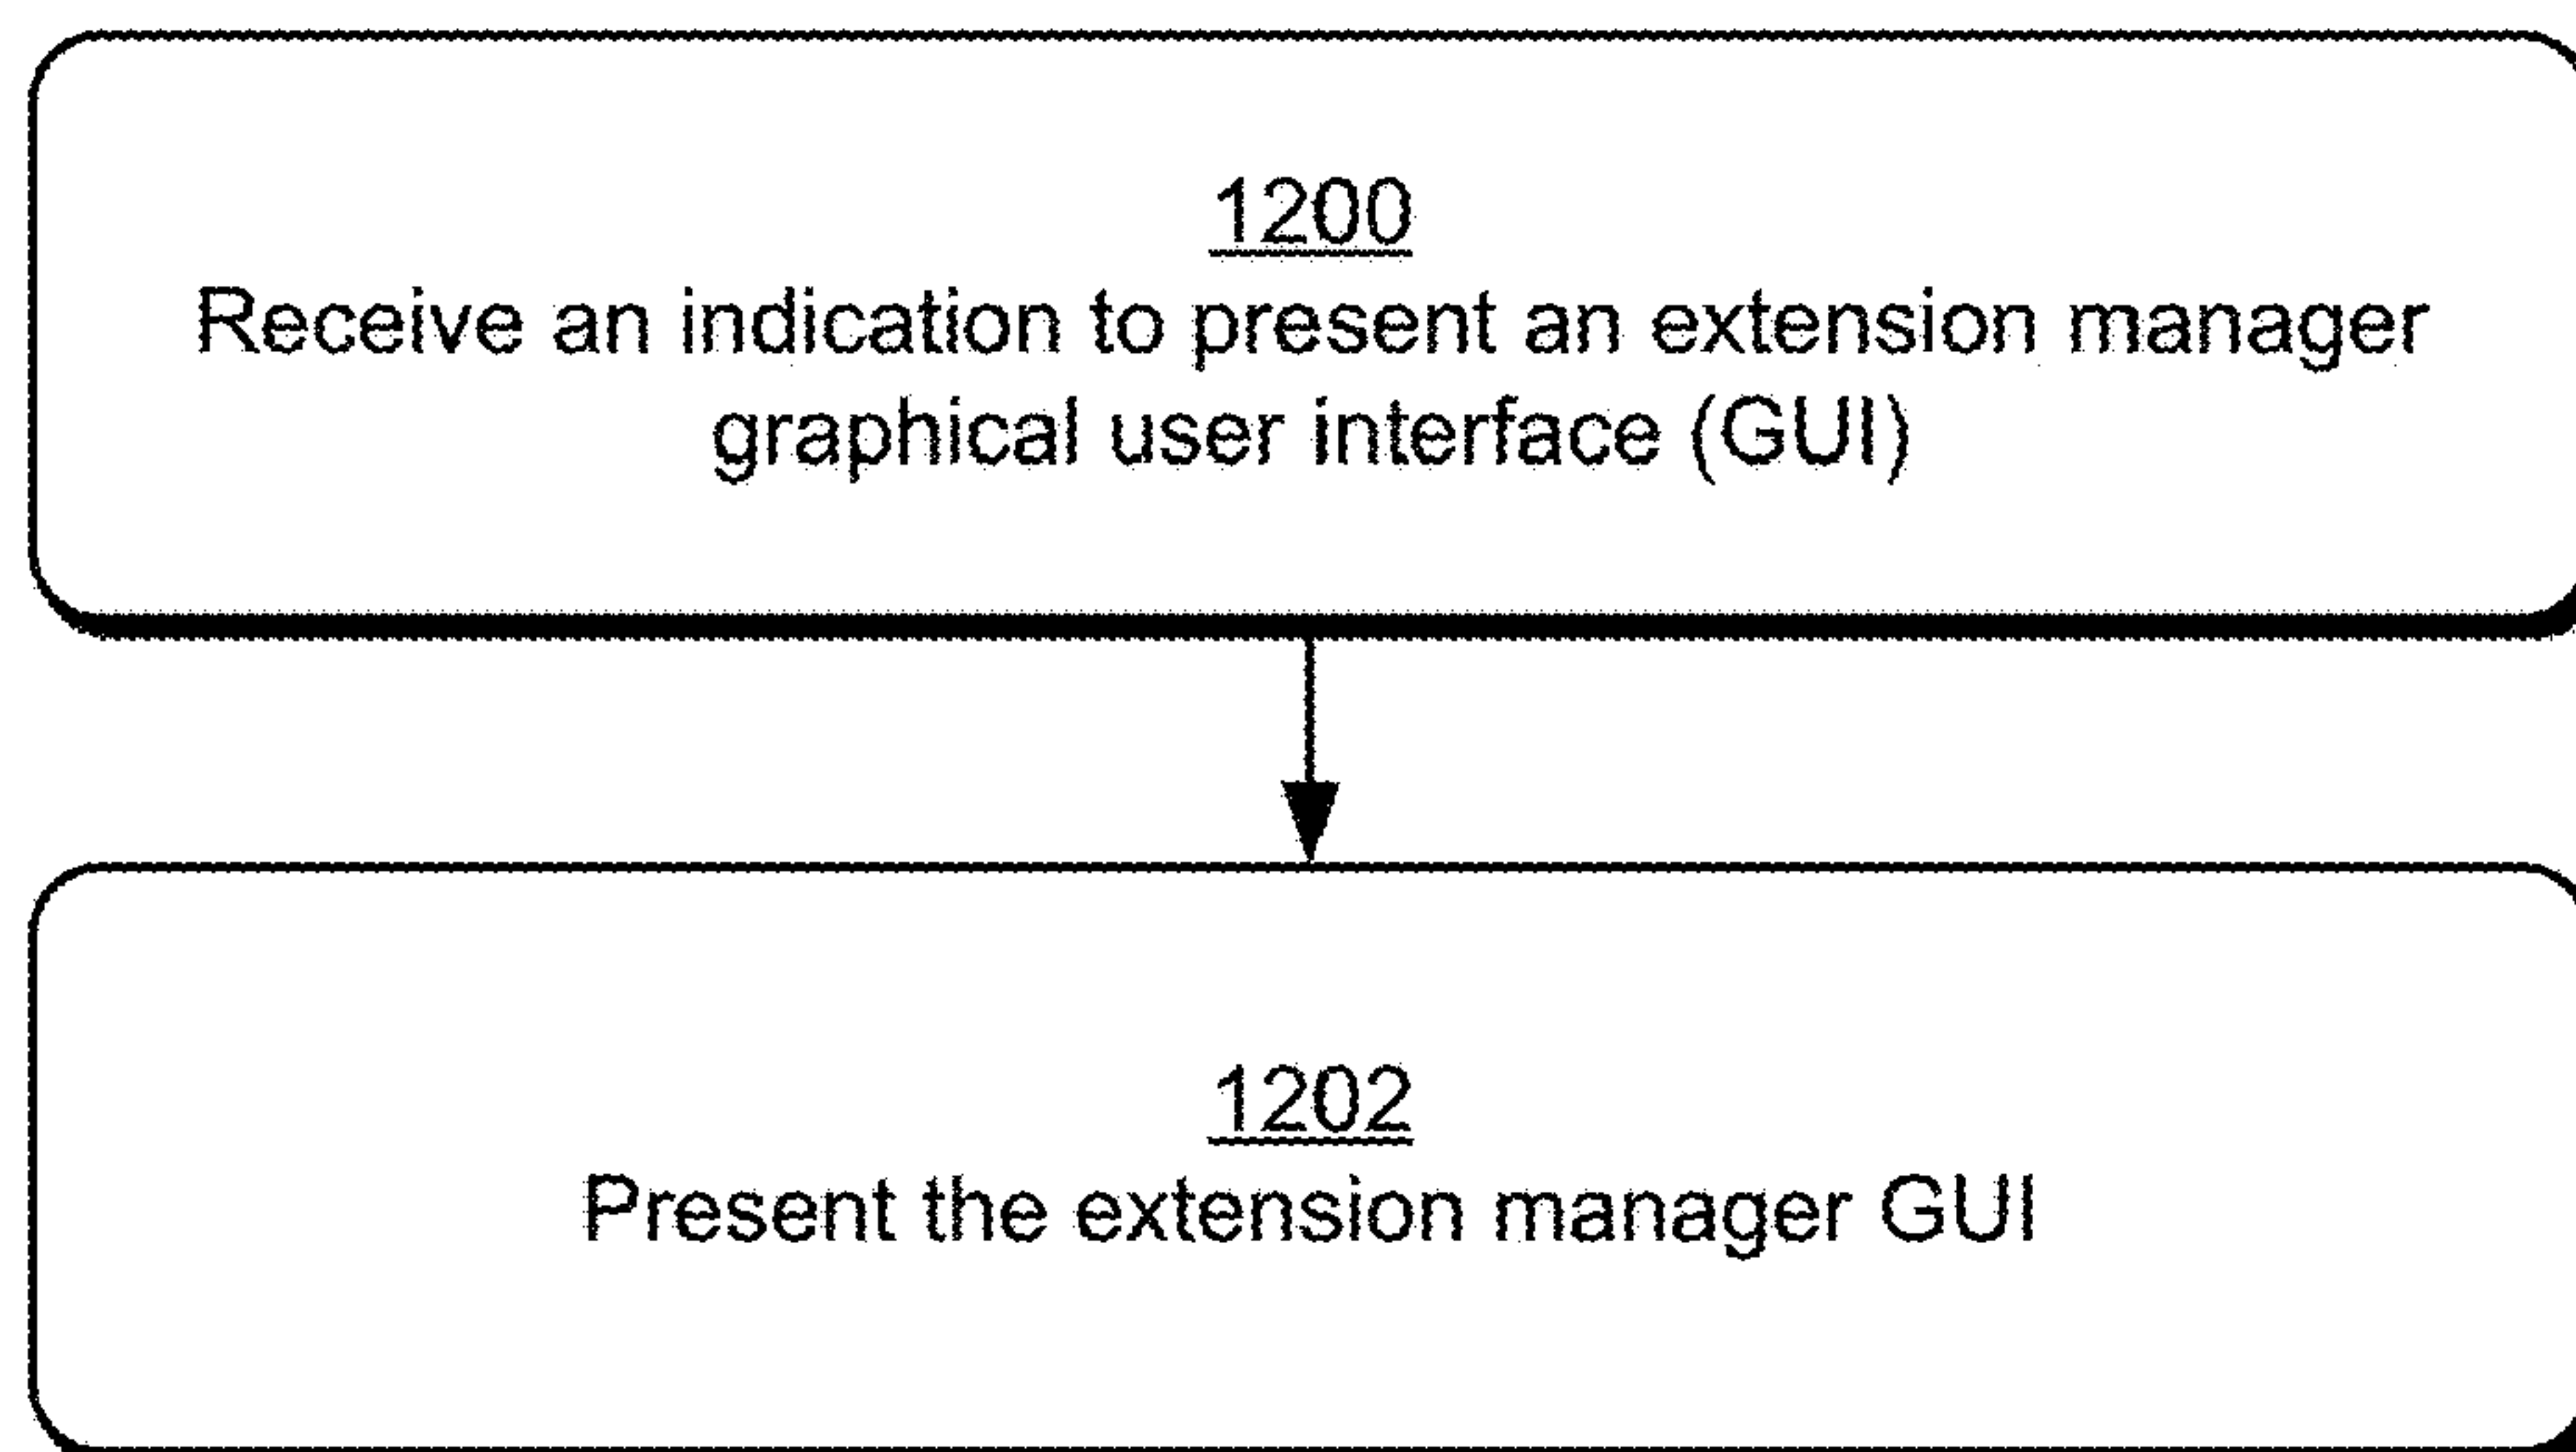 1200
Receive an indication to present an extension manager
graphical user interface (GUI)
1202
Present the extension manager GUI